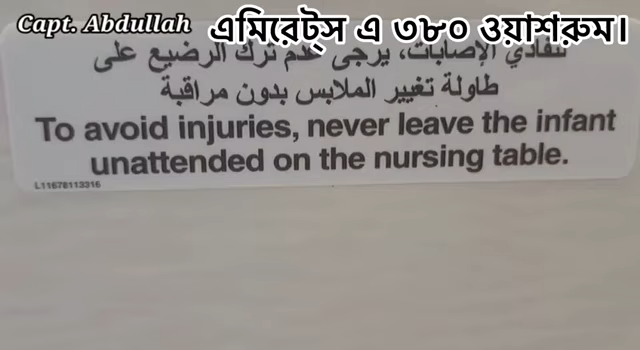 Capt. Abdullah
এমিরেট্স এ ৩৮০ ওয়াশরুম।
لتفادي الإصابات، يرجى عدم ترك الرضيع على
طاولة تغيير الملابس بدون مراقبة
To avoid injuries, never leave the infant
unattended on the nursing table.
L11678113316